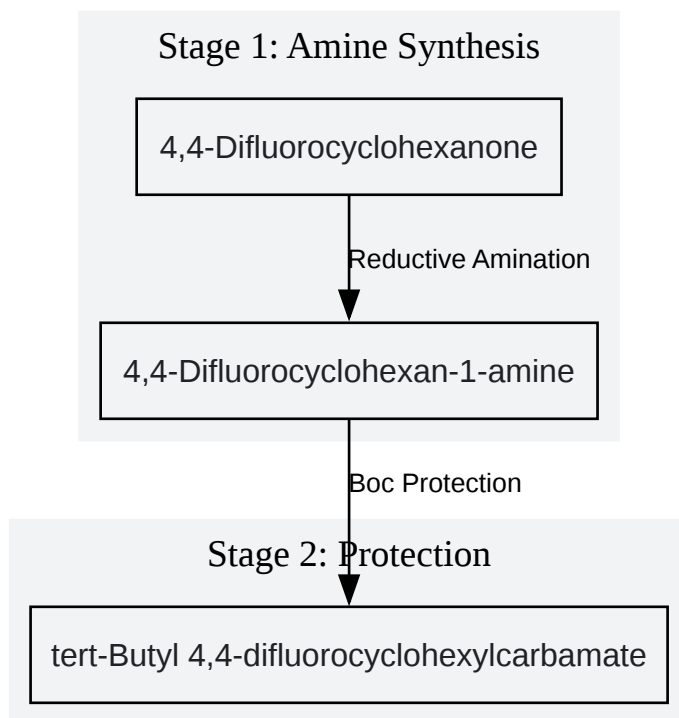 Stage 1: Amine Synthesis
4,4-Difluorocyclohexanone
Reductive Amination
4,4-Difluorocyclohexan-1-amine
Boc Protection
Stage 2: Protection
tert-Butyl 4,4-difluorocyclohexylcarbamate